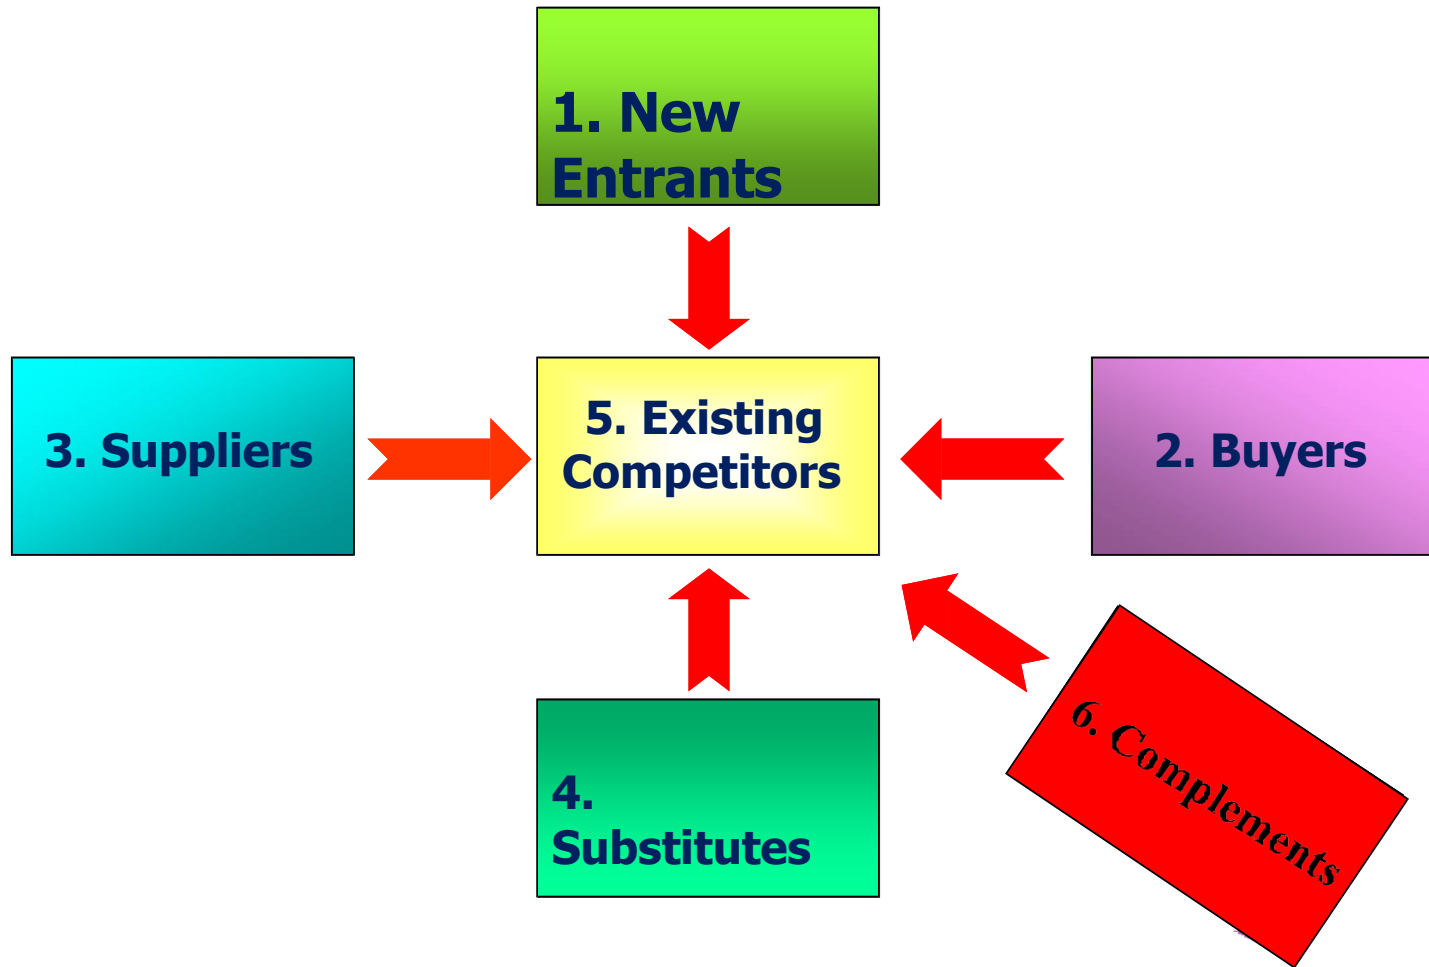 1. New
Entrants
3. Suppliers
5. Existing
Competitors
2. Buyers
4.
Substitutes
6. Complements